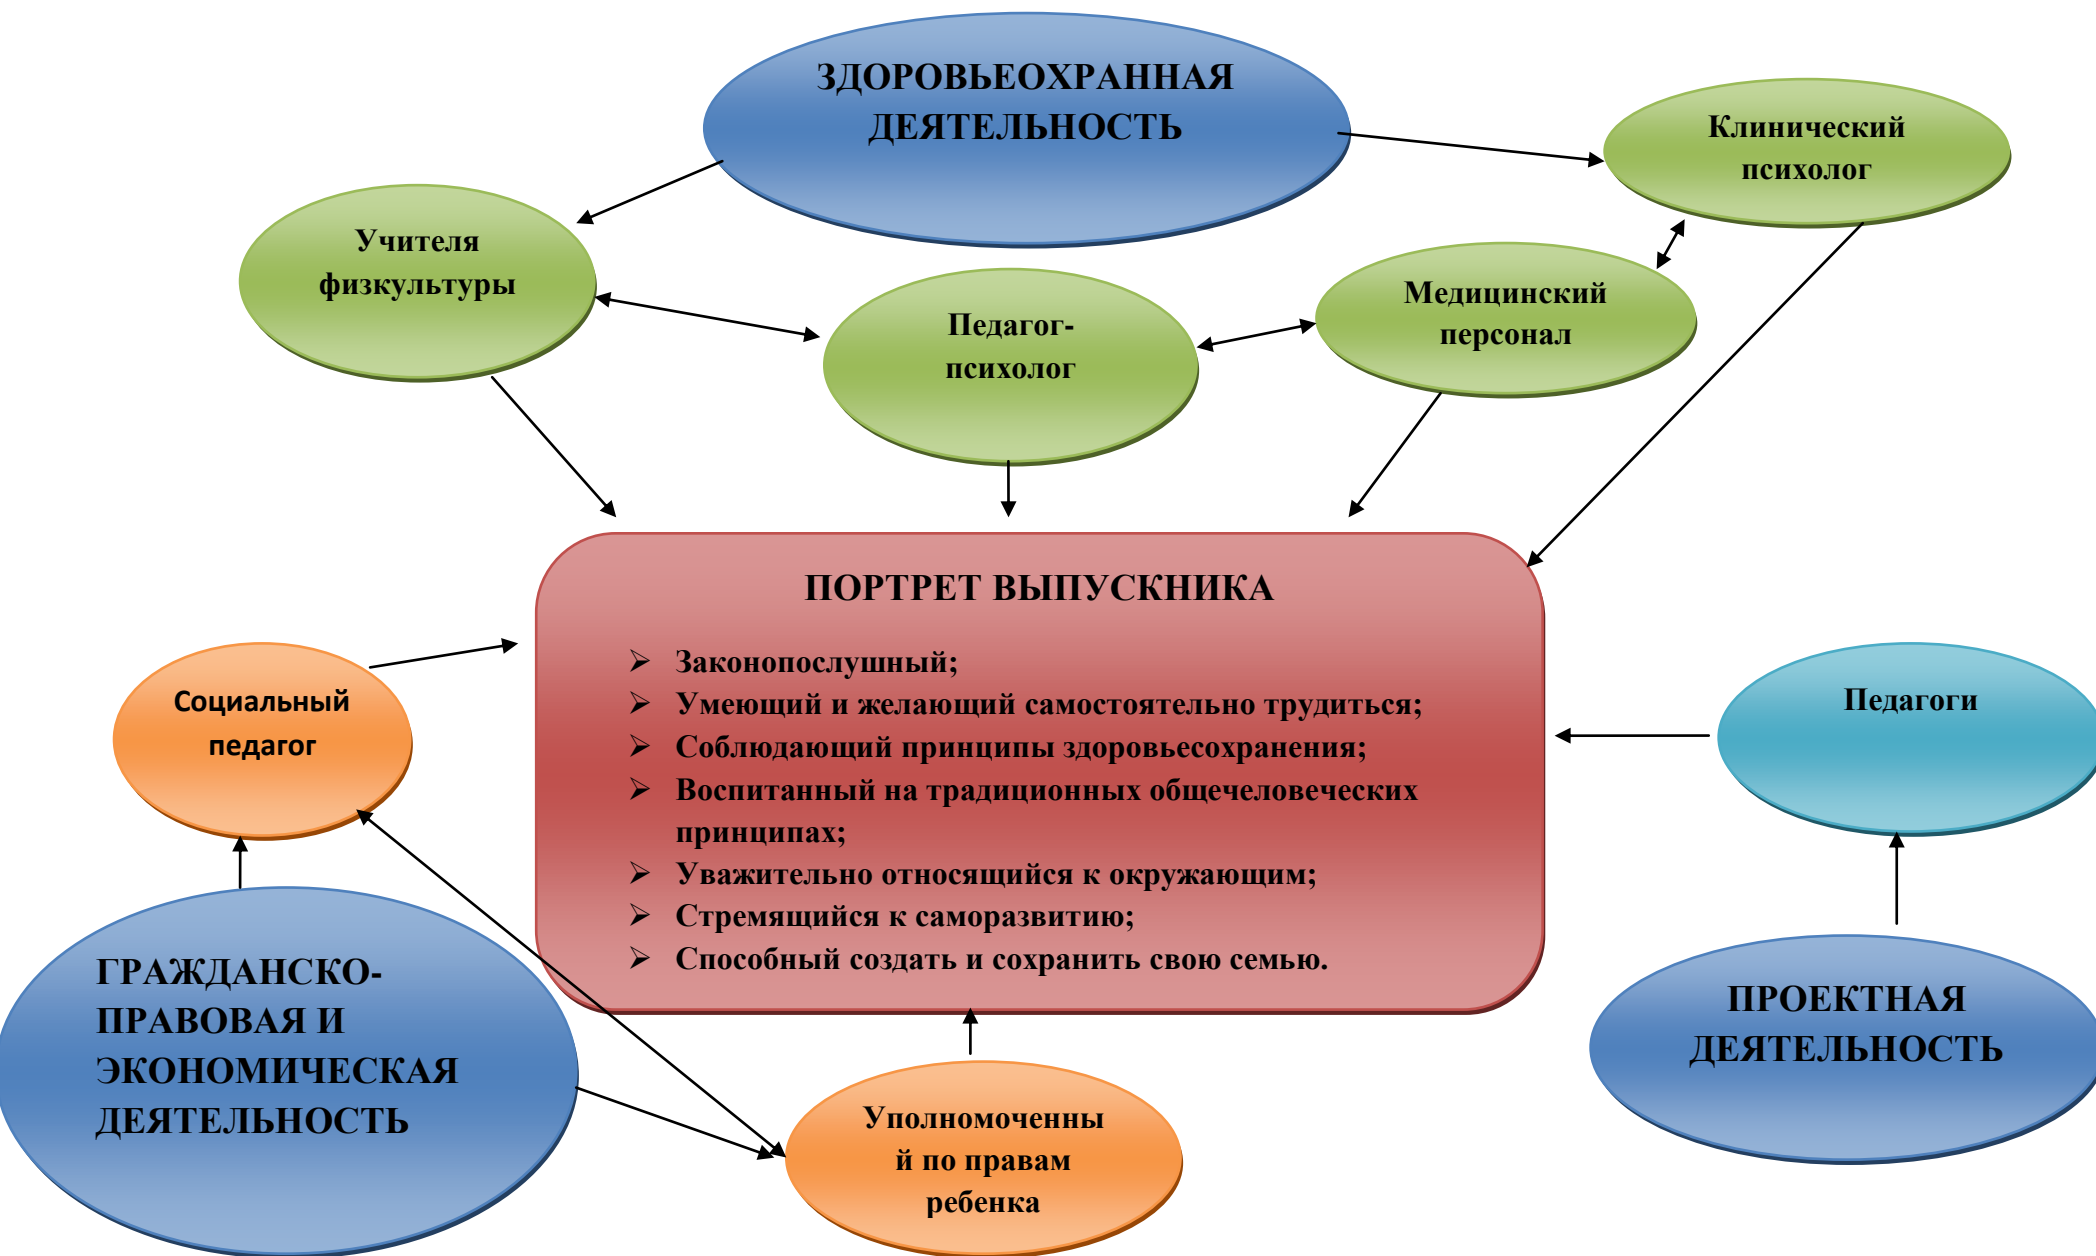 ЗДОРОВЬЕОХРАННАЯ
ДЕЯТЕЛЬНОСТЬ
Клинический
психолог
Учителя
физкультуры
Педагог-
психолог
Медицинский
персонал
ПОРТРЕТ ВЫПУСКНИКА
➢ Законопослушный;
➢ Умеющий и желающий самостоятельно трудиться;
➢ Соблюдающий принципы здоровьесохранения;
➢ Воспитанный на традиционных общечеловеческих
принципах;
➢ Уважительно относящийся к окружающим;
➢ Стремящийся к саморазвитию;
➢ Способный создать и сохранить свою семью.
Социальный
педагог
Педагоги
ГРАЖДАНСКО-
ПРАВОВАЯ И
ЭКОНОМИЧЕСКАЯ
ДЕЯТЕЛЬНОСТЬ
ПРОЕКТНАЯ
ДЕЯТЕЛЬНОСТЬ
Уполномоченны
й по правам
ребенка